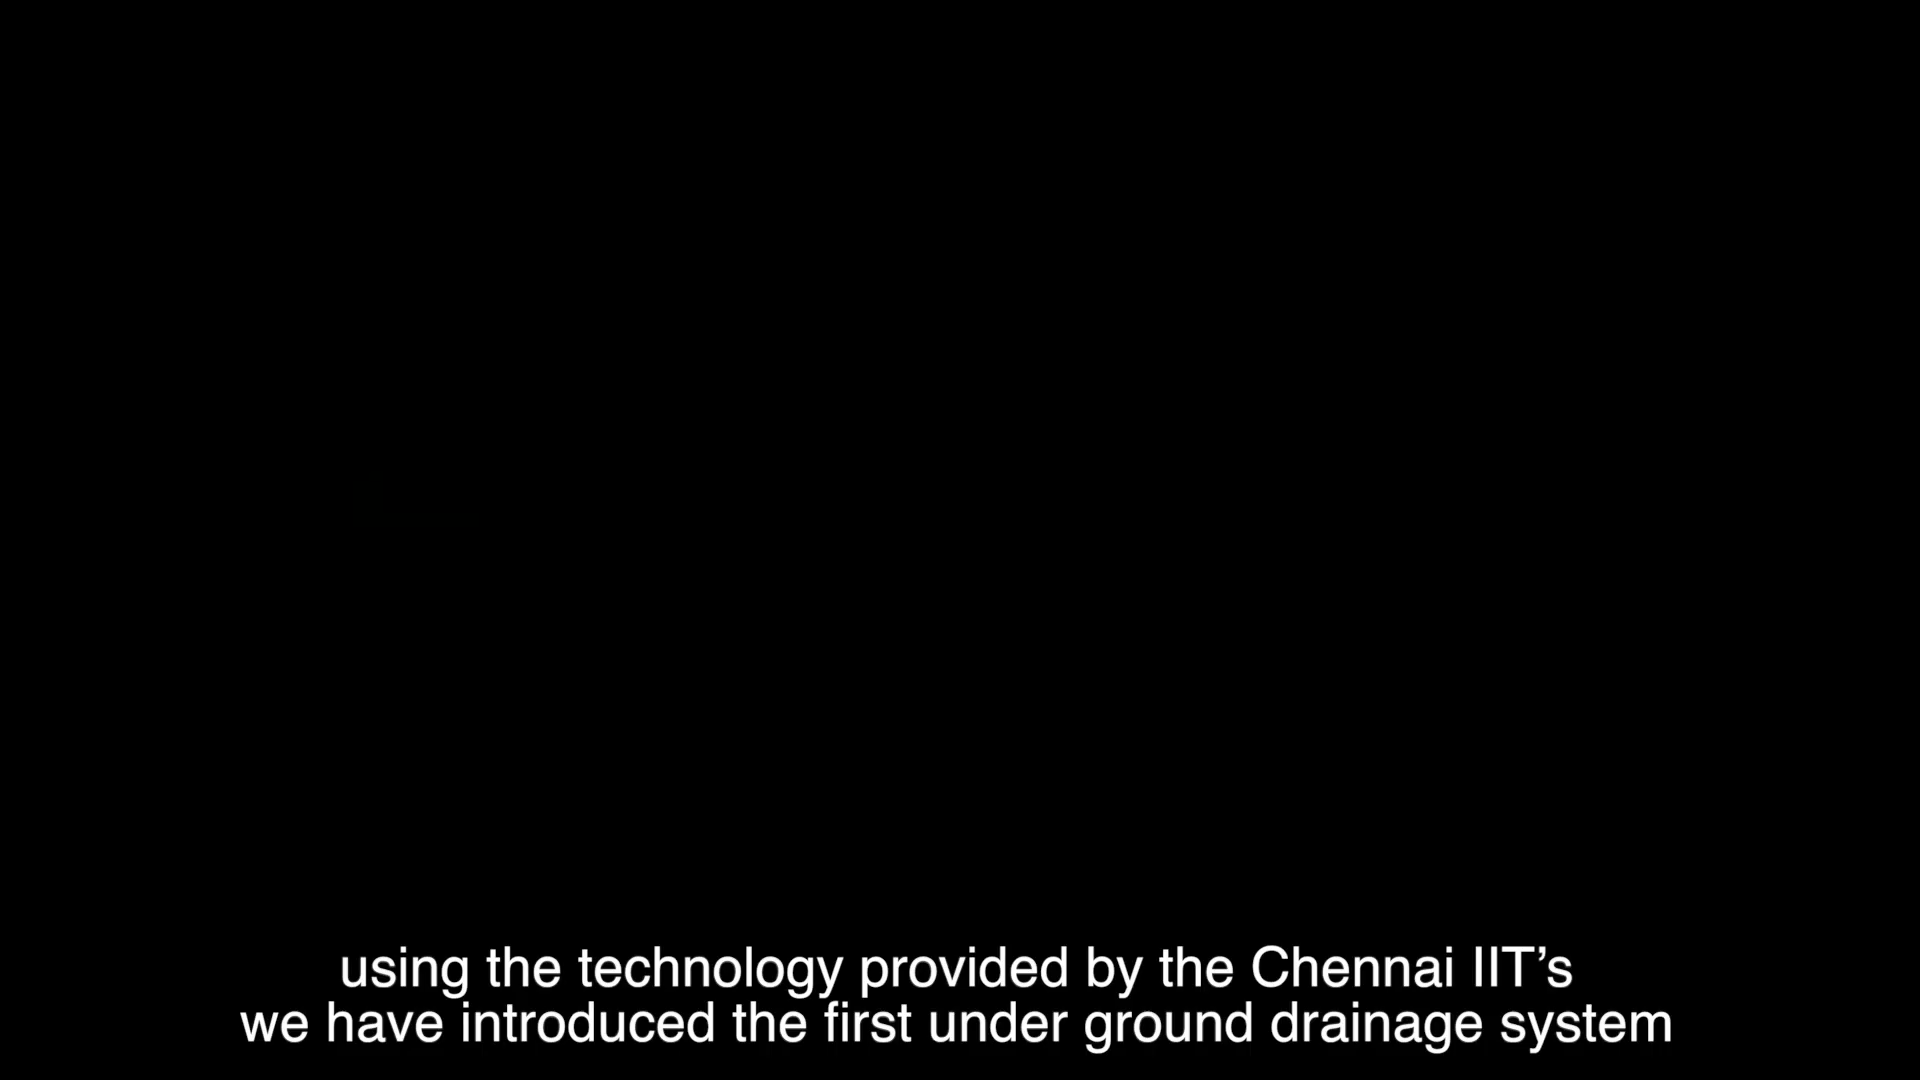 using the technology provided by the Chennai IIT’s
we have introduced the first under ground drainage system